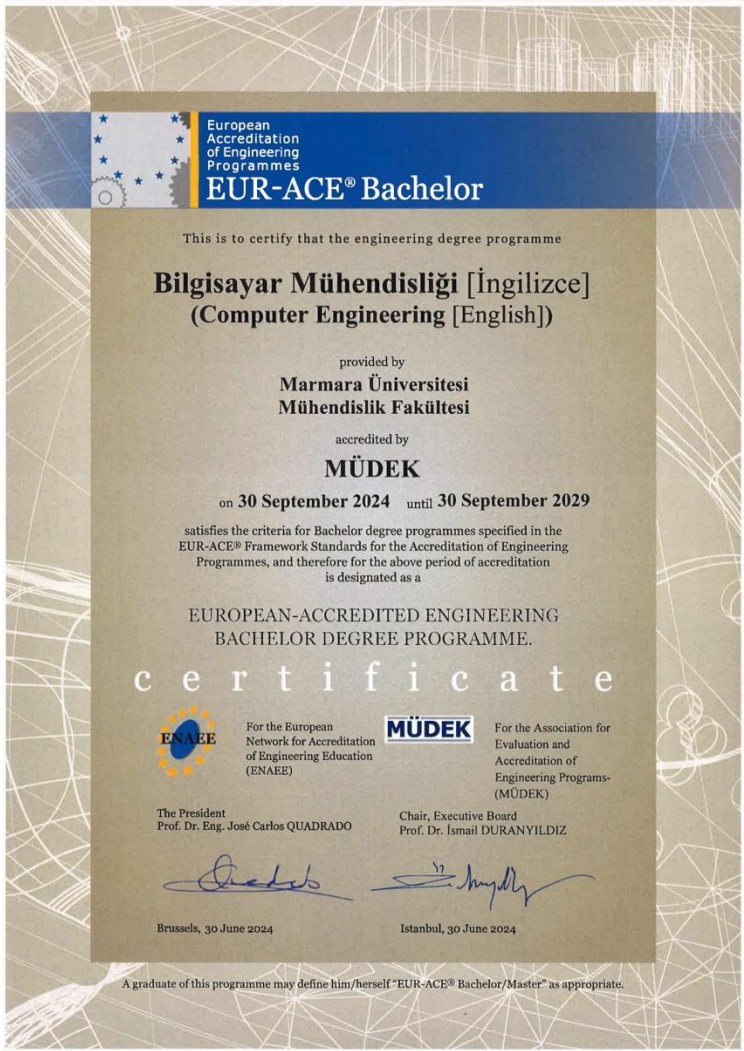 European
Accreditation
of Engineering
Programmes
EUR-ACE® Bachelor
This is to certify that the engineering degree programme
Bilgisayar Mühendisliği [İngilizce]
(Computer Engineering [English])
provided by
Marmara Üniversitesi
Mühendislik Fakültesi
accredited by
MÜDEK
on 30 September 2024 until 30 September 2029
satisfies the criteria for Bachelor degree programmes specified in the
EUR-ACE® Framework Standards for the Accreditation of Engineering
Programmes, and therefore for the above period of accreditation
is designated as a
EUROPEAN-ACCREDITED ENGINEERING
BACHELOR DEGREE PROGRAMME.
certificate
ENAEE
For the European
Network for Accreditation
of Engineering Education
(ENAEE)
MÜDEK
For the Association for
Evaluation and
Accreditation of
Engineering Programs-
(MÜDEK)
The President
Prof. Dr. Eng. José Carlos QUADRADO
Chair, Executive Board
Prof. Dr. İsmail DURANYILDIZ
Brussels, 30 June 2024
Istanbul, 30 June 2024
A graduate of this programme may define him/herself "EUR-ACE® Bachelor/Master" as appropriate.